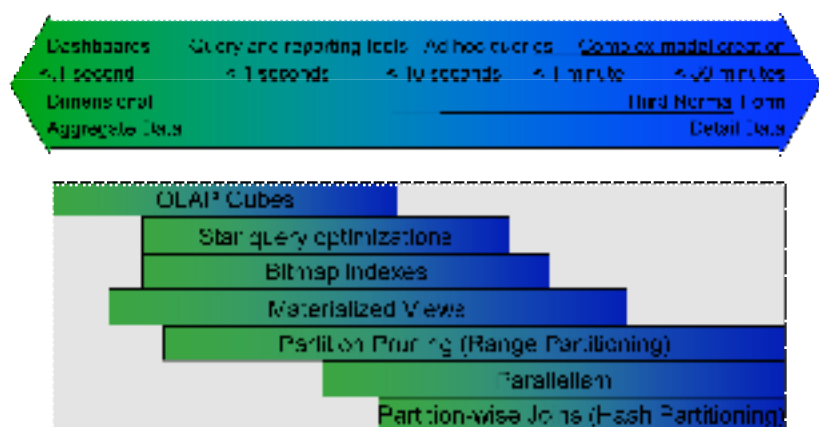 Dashboards Query and reporting tools Ad hoc queries Complex model creation
<.1 second < 1 seconds < 10 seconds < 1 minute < 30 minutes
Dimensional Third Normal Form
Aggregate Data Detail Data
OLAP Cubes
Star query optimizations
Bitmap Indexes
Materialized Views
Partition Pruning (Range Partitioning)
Parallelism
Partition-wise Joins (Hash Partitioning)